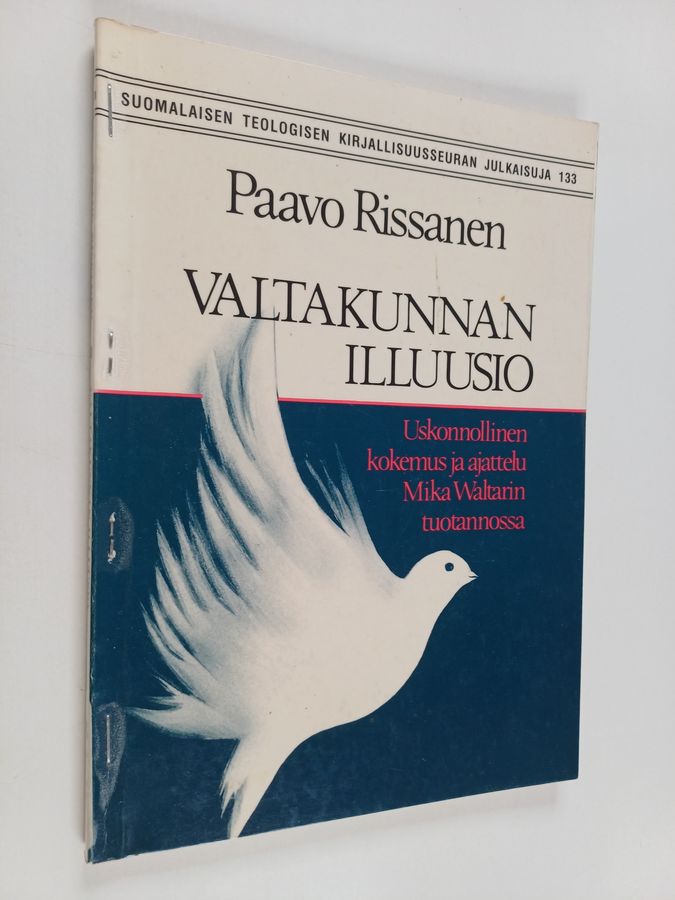 SUOMALAISEN TEOLOGISEN KIRJALLISUUSSEURAN JULKAISUJA 133
Paavo Rissanen
VALTAKUNNAN
ILLUUSIO
Uskonnollinen
kokemus ja ajattelu
Mika Waltarin
tuotannossa